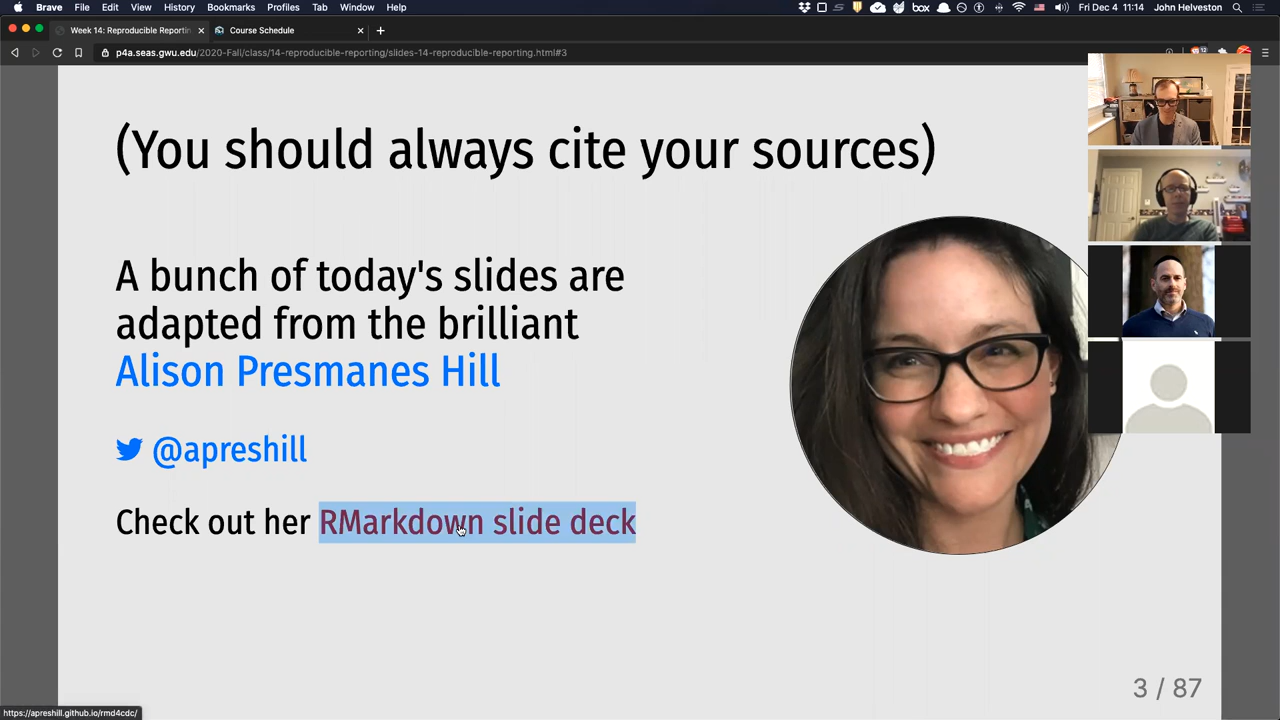 Brave File Edit View History Bookmarks Profiles Tab Window Help
box
Fri Dec 4 11:14 John Helveston
Week 14: Reproducible Reportin
Course Schedule
p4a.seas.gwu.edu/2020-Fall/class/14-reproducible-reporting/slides-14-reproducible-reporting.html#3
(You should always cite your sources)
A bunch of today's slides are
adapted from the brilliant
Alison Presmanes Hill
@apreshill
Check out her RMarkdown slide deck
3 / 87
https://apreshill.github.io/rmd4cdc/